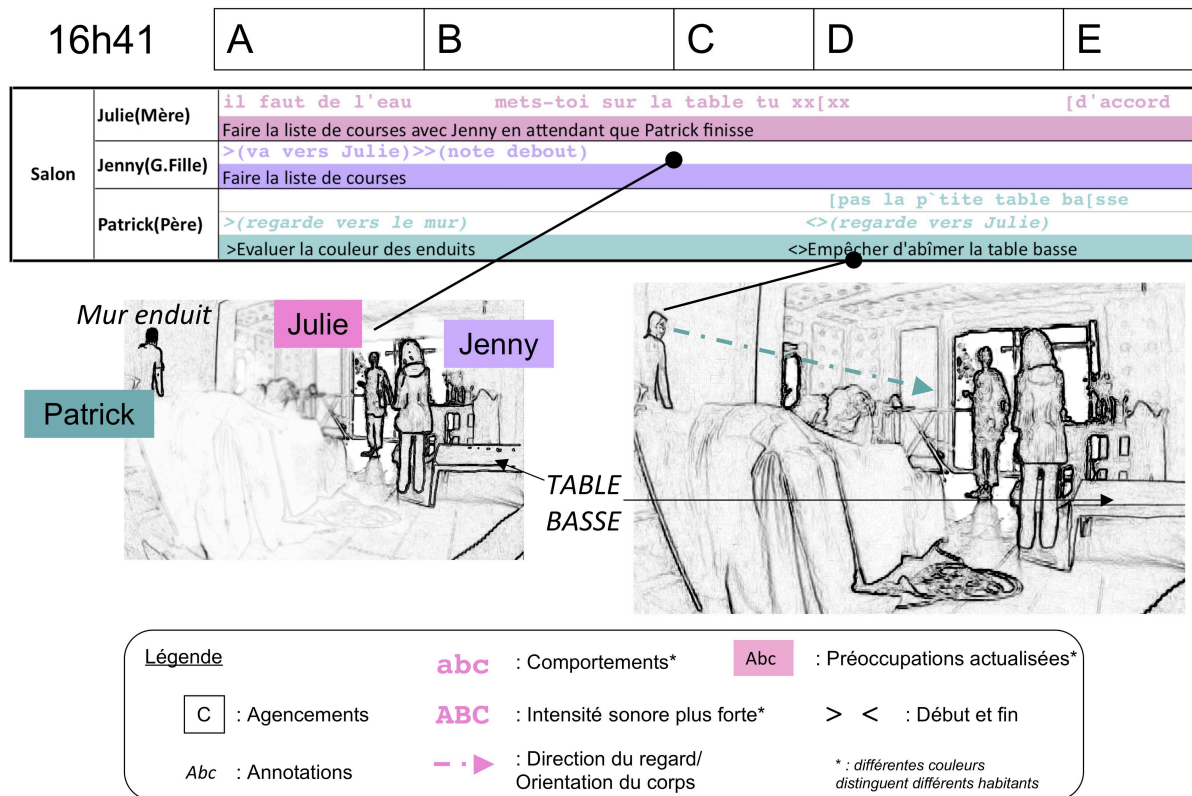 16h41 A B C D E
Salon
Julie(Mère)
il faut de l'eau mets-toi sur la table tu xx[xx [d'accord
Faire la liste de courses avec Jenny en attendant que Patrick finisse
Jenny(G.Fille)
>(va vers Julie)>>(note debout)
Faire la liste de courses
Patrick(Père)
[pas la p`tite table ba[sse
>(regarde vers le mur) <>(regarde vers Julie)
>Evaluer la couleur des enduits <>Empêcher d'abîmer la table basse
Mur enduit
Julie
Jenny
Patrick
TABLE
BASSE
Légende
abc : Comportements*
Abc : Préoccupations actualisées*
C : Agencements
ABC : Intensité sonore plus forte*
> < : Début et fin
Abc : Annotations
: Direction du regard/
Orientation du corps
* : différentes couleurs
distinguent différents habitants